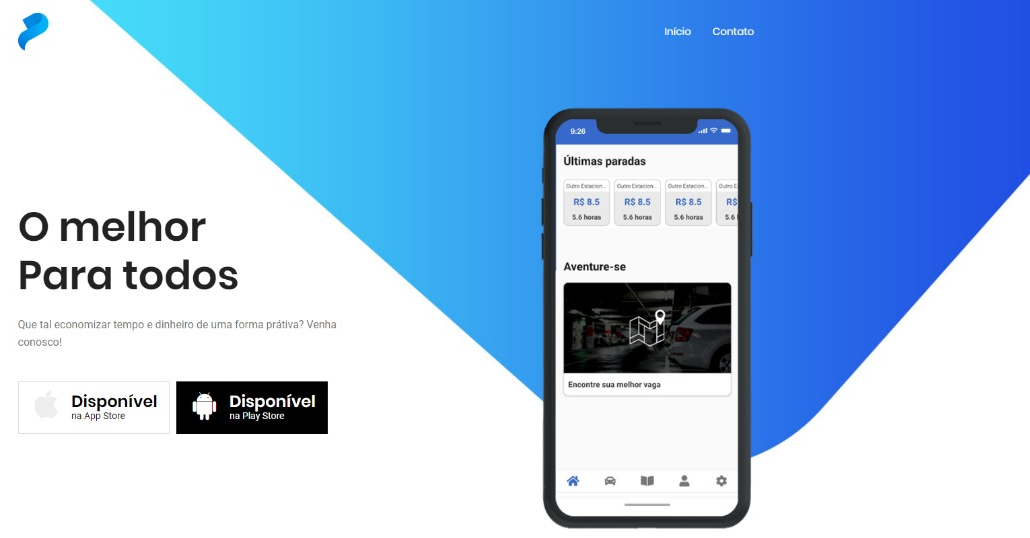 Início Contato
9:26
Últimas paradas
Outro Estacion... Outro Estacion... Outro Estacion... Outro Es
R$ 8.5 R$ 8.5 R$ 8.5 R$
5.6 horas 5.6 horas 5.6 horas 5.6
O melhor
Para todos
Aventure-se
Que tal economizar tempo e dinheiro de uma forma prátiva? Venha
conosco!
Encontre sua melhor vaga
Disponível
na App Store
Disponível
na Play Store